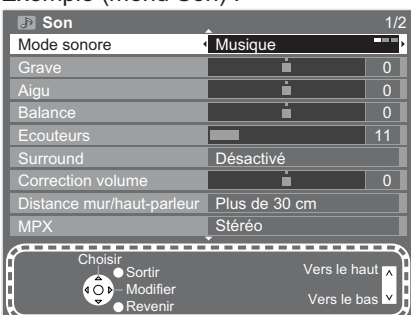 Exemple (menu Son) :
Son 1/2
Mode sonore Musique
Grave 0
Aigu 0
Balance 0
Ecouteurs 11
Surround Désactivé
Correction volume 0
Distance mur/haut-parleur Plus de 30 cm
MPX Stéréo
Choisir
Sortir Vers le haut
Modifier
Revenir Vers le bas